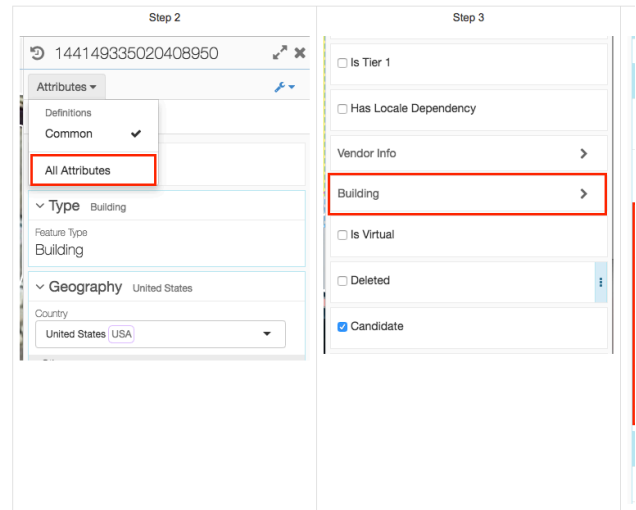 Step 2
Step 3
144149335020408950
Attributes
Definitions
Common
All Attributes
Type Building
Feature Type
Building
Geography United States
Country
United States USA
Is Tier 1
Has Locale Dependency
Vendor Info
Building
Is Virtual
Deleted
Candidate